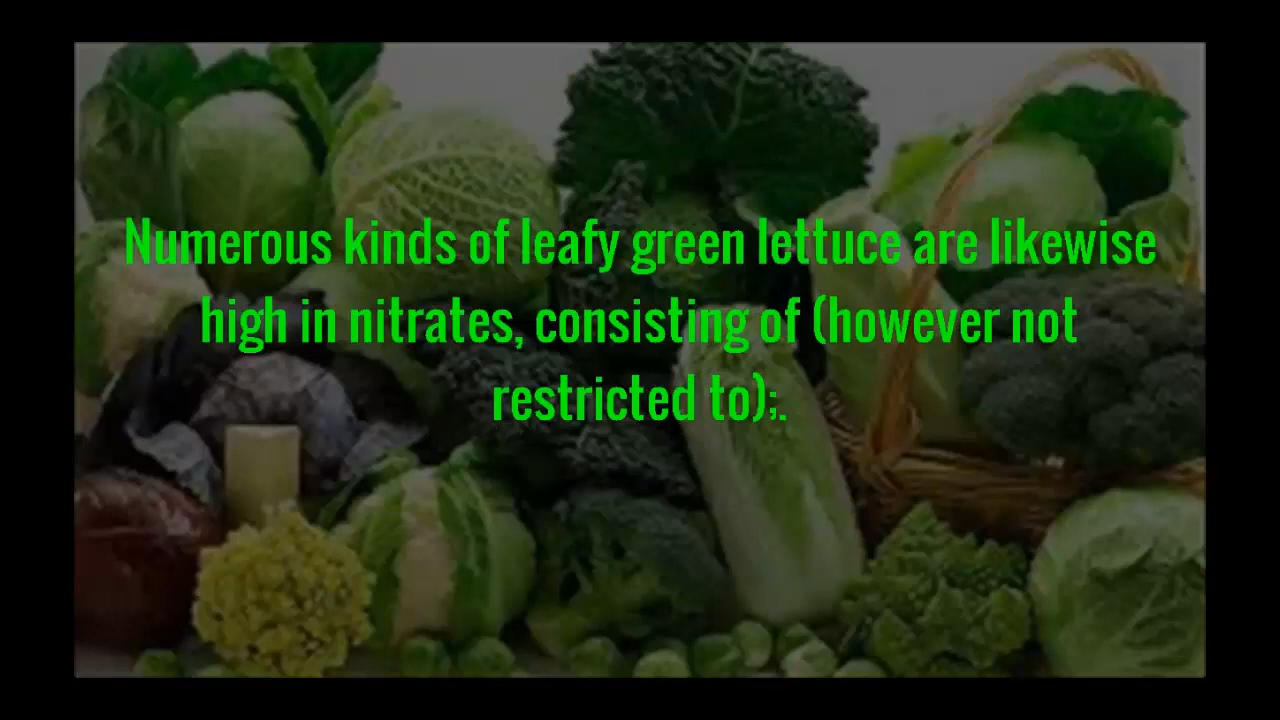 Numerous kinds of leafy green lettuce are likewise
high in nitrates, consisting of (however not
restricted to);.